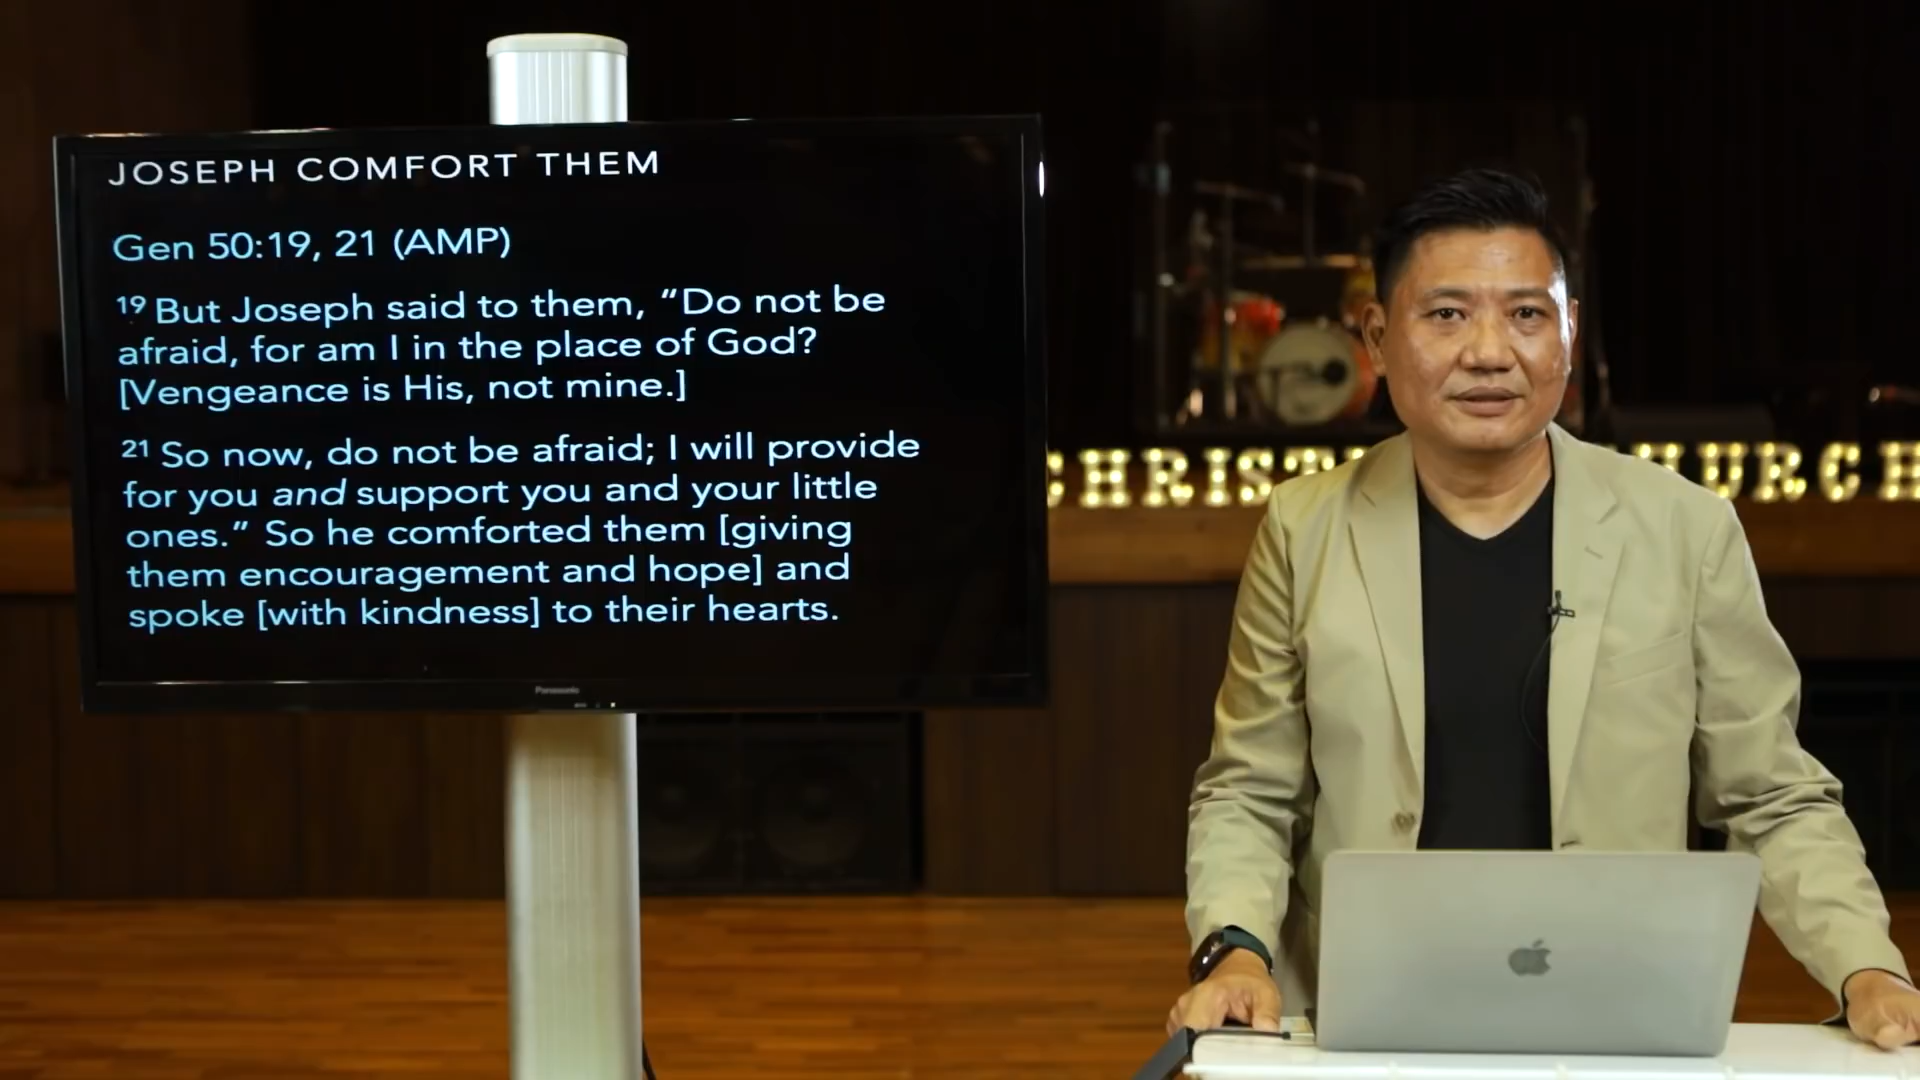 JOSEPH COMFORT THEM
Gen 50:19, 21 (AMP)
19 But Joseph said to them, “Do not be
afraid, for am I in the place of God?
[Vengeance is His, not mine.]
21 So now, do not be afraid; I will provide
for you and support you and your little
ones.” So he comforted them [giving
them encouragement and hope] and
spoke [with kindness] to their hearts.
Panasonic
CHRIST HURCH